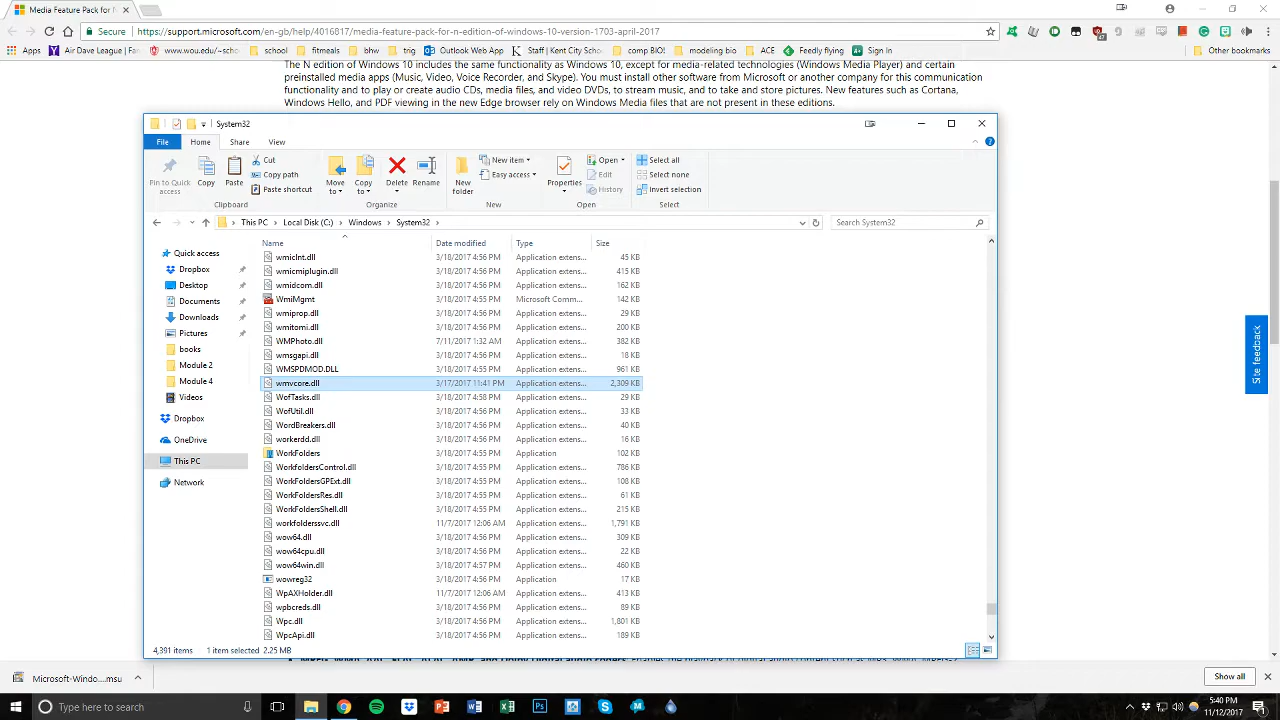 Media Feature Pack for N
Secure
https://support.microsoft.com/en-gb/help/4016817/media-feature-pack-for-n-edition-of-windows-10-version-1703-april-2017
Apps Air Dave League | Fan www.wou.edu/~scho school fitmeals bhw trig Outlook Web App Staff | Kent City Scho comp BIO! modeling bio ACE Feedly flying Sign In Other bookmarks
The N edition of Windows 10 includes the same functionality as Windows 10, except for media-related technologies (Windows Media Player) and certain
preinstalled media apps (Music, Video, Voice Recorder, and Skype). You must install other software from Microsoft or another company for this communication
functionality and to play or create audio CDs, media files, and video DVDs, to stream music, and to take and store pictures. New features such as Cortana,
Windows Hello, and PDF viewing in the new Edge browser rely on Windows Media files that are not present in these editions.
System32
File Home Share View
Pin to Quick access
Copy
Paste
Cut
Copy path
Paste shortcut
Clipboard
Move to
Copy to
Delete
Rename
Organize
New folder
New item
Easy access
New
Properties
Open
Edit
History
Open
Select all
Select none
Invert selection
Select
This PC Local Disk (C:) Windows System32
Search System32
Quick access
Dropbox
Desktop
Documents
Downloads
Pictures
books
Module 2
Module 4
Videos
Dropbox
OneDrive
This PC
Network
Name Date modified Type Size
wmiclnt.dll 3/18/2017 4:56 PM Application extens... 45 KB
wmicmiplugin.dll 3/18/2017 4:56 PM Application extens... 415 KB
wmidcom.dll 3/18/2017 4:56 PM Application extens... 162 KB
WmiMgmt 3/18/2017 4:55 PM Microsoft Comm... 142 KB
wmiprop.dll 3/18/2017 4:55 PM Application extens... 29 KB
wmitomi.dll 3/18/2017 4:56 PM Application extens... 200 KB
WMPhoto.dll 7/11/2017 1:32 AM Application extens... 382 KB
wmsgapi.dll 3/18/2017 4:56 PM Application extens... 18 KB
WMSPDMOD.DLL 3/18/2017 4:55 PM Application extens... 961 KB
wmvcore.dll 3/17/2017 11:41 PM Application extens... 2,309 KB
WofTasks.dll 3/18/2017 4:58 PM Application extens... 29 KB
WofUtil.dll 3/18/2017 4:56 PM Application extens... 33 KB
WordBreakers.dll 3/18/2017 4:56 PM Application extens... 40 KB
workerdd.dll 3/18/2017 4:56 PM Application extens... 16 KB
WorkFolders 3/18/2017 4:55 PM Application 102 KB
WorkfoldersControl.dll 3/18/2017 4:55 PM Application extens... 786 KB
WorkFoldersGPExt.dll 3/18/2017 4:55 PM Application extens... 108 KB
WorkFoldersRes.dll 3/18/2017 4:55 PM Application extens... 61 KB
WorkFoldersShell.dll 3/18/2017 4:55 PM Application extens... 215 KB
workfolderssvc.dll 11/7/2017 12:06 AM Application extens... 1,791 KB
wow64.dll 3/18/2017 4:56 PM Application extens... 309 KB
wow64cpu.dll 3/18/2017 4:56 PM Application extens... 22 KB
wow64win.dll 3/18/2017 4:57 PM Application extens... 460 KB
wowreg32 3/18/2017 4:56 PM Application 17 KB
WpAXHolder.dll 11/7/2017 12:06 AM Application extens... 413 KB
wpbcreds.dll 3/18/2017 4:56 PM Application extens... 89 KB
Wpc.dll 3/18/2017 4:56 PM Application extens... 1,801 KB
WpcApi.dll 3/18/2017 4:56 PM Application extens... 189 KB
4,391 items 1 item selected 2.25 MB
Site feedback
Microsoft-Windo....msu
Show all
Type here to search
5:40 PM
11/12/2017